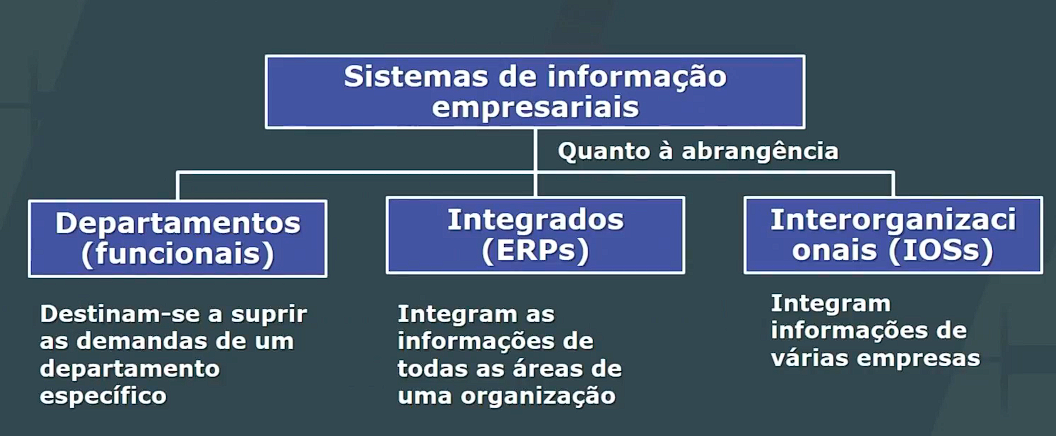 Sistemas de informação
empresariais
Quanto à abrangência
Departamentos
(funcionais)
Integrados
(ERPs)
Interorganizaci
onais (IOSs)
Destinam-se a suprir
as demandas de um
departamento
específico
Integram as
informações de
todas as áreas de
uma organização
Integram
informações de
várias empresas